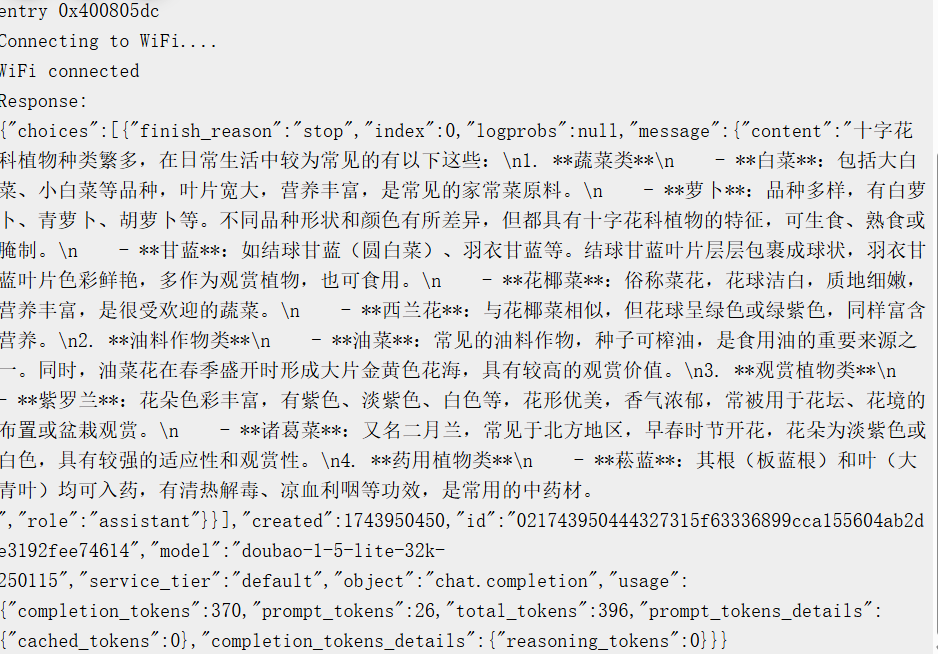 entry 0x400805dc
Connecting to WiFi....
WiFi connected
Response:
{"choices":[{"finish_reason":"stop","index":0,"logprobs":null,"message":{"content":"十字花
科植物种类繁多，在日常生活中较为常见的有以下这些：\n1. **蔬菜类**\n    - **白菜**：包括大白
菜、小白菜等品种，叶片宽大，营养丰富，是常见的家常菜原料。\n    - **萝卜**：品种多样，有白萝
卜、青萝卜、胡萝卜等。不同品种形状和颜色有所差异，但都具有十字花科植物的特征，可生食、熟食或
腌制。\n    - **甘蓝**：如结球甘蓝（圆白菜）、羽衣甘蓝等。结球甘蓝叶片层层包裹成球状，羽衣甘
蓝叶片色彩鲜艳，多作为观赏植物，也可食用。\n    - **花椰菜**：俗称菜花，花球洁白，质地细嫩，
营养丰富，是很受欢迎的蔬菜。\n    - **西兰花**：与花椰菜相似，但花球呈绿色或绿紫色，同样富含
营养。\n2. **油料作物类**\n    - **油菜**：常见的油料作物，种子可榨油，是食用油的重要来源之
一。同时，油菜花在春季盛开时形成大片金黄色花海，具有较高的观赏价值。\n3. **观赏植物类**\n
- **紫罗兰**：花朵色彩丰富，有紫色、淡紫色、白色等，花形优美，香气浓郁，常被用于花坛、花境的
布置或盆栽观赏。\n    - **诸葛菜**：又名二月兰，常见于北方地区，早春时节开花，花朵为淡紫色或
白色，具有较强的适应性和观赏性。\n4. **药用植物类**\n    - **菘蓝**：其根（板蓝根）和叶（大
青叶）均可入药，有清热解毒、凉血利咽等功效，是常用的中药材。
","role":"assistant"}}],"created":1743950450,"id":"021743950444327315f63336899cca155604ab2d
e3192fee74614","model":"doubao-1-5-lite-32k-
250115","service_tier":"default","object":"chat.completion","usage":
{"completion_tokens":370,"prompt_tokens":26,"total_tokens":396,"prompt_tokens_details":
{"cached_tokens":0},"completion_tokens_details":{"reasoning_tokens":0}}}